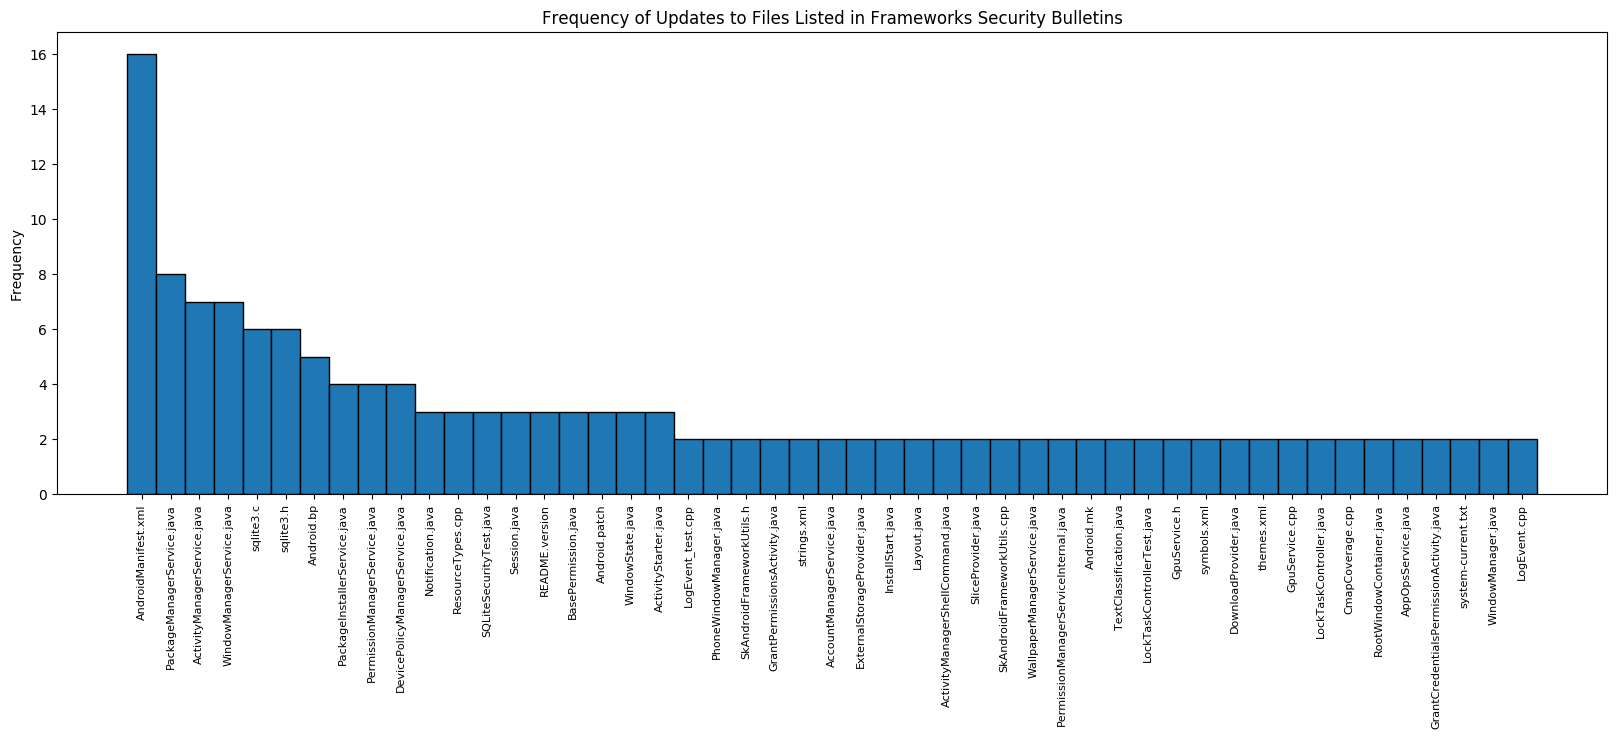 Frequency of Updates to Files Listed in Frameworks Security Bulletins
Frequency
16
14
12
10
8
6
4
2
0
AndroidManifest.xml
PackageManagerService.java
ActivityManagerService.java
WindowManagerService.java
sqlite3.c
sqlite3.h
Android.bp
PackageInstallerService.java
PermissionManagerService.java
DevicePolicyManagerService.java
Notification.java
ResourceTypes.cpp
SQLiteSecurityTest.java
Session.java
README.version
BasePermission.java
Android.patch
WindowState.java
ActivityStarter.java
LogEvent_test.cpp
PhoneWindowManager.java
SkAndroidFrameworkUtils.h
GrantPermissionsActivity.java
strings.xml
AccountManagerService.java
ExternalStorageProvider.java
InstallStart.java
Layout.java
ActivityManagerShellCommand.java
SliceProvider.java
SkAndroidFrameworkUtils.cpp
WallpaperManagerService.java
PermissionManagerServiceInternal.java
Android.mk
TextClassification.java
LockTaskControllerTest.java
GpuService.h
symbols.xml
DownloadProvider.java
themes.xml
GpuService.cpp
LockTaskController.java
CmapCoverage.cpp
RootWindowContainer.java
AppOpsService.java
GrantCredentialsPermissionActivity.java
system-current.txt
WindowManager.java
LogEvent.cpp